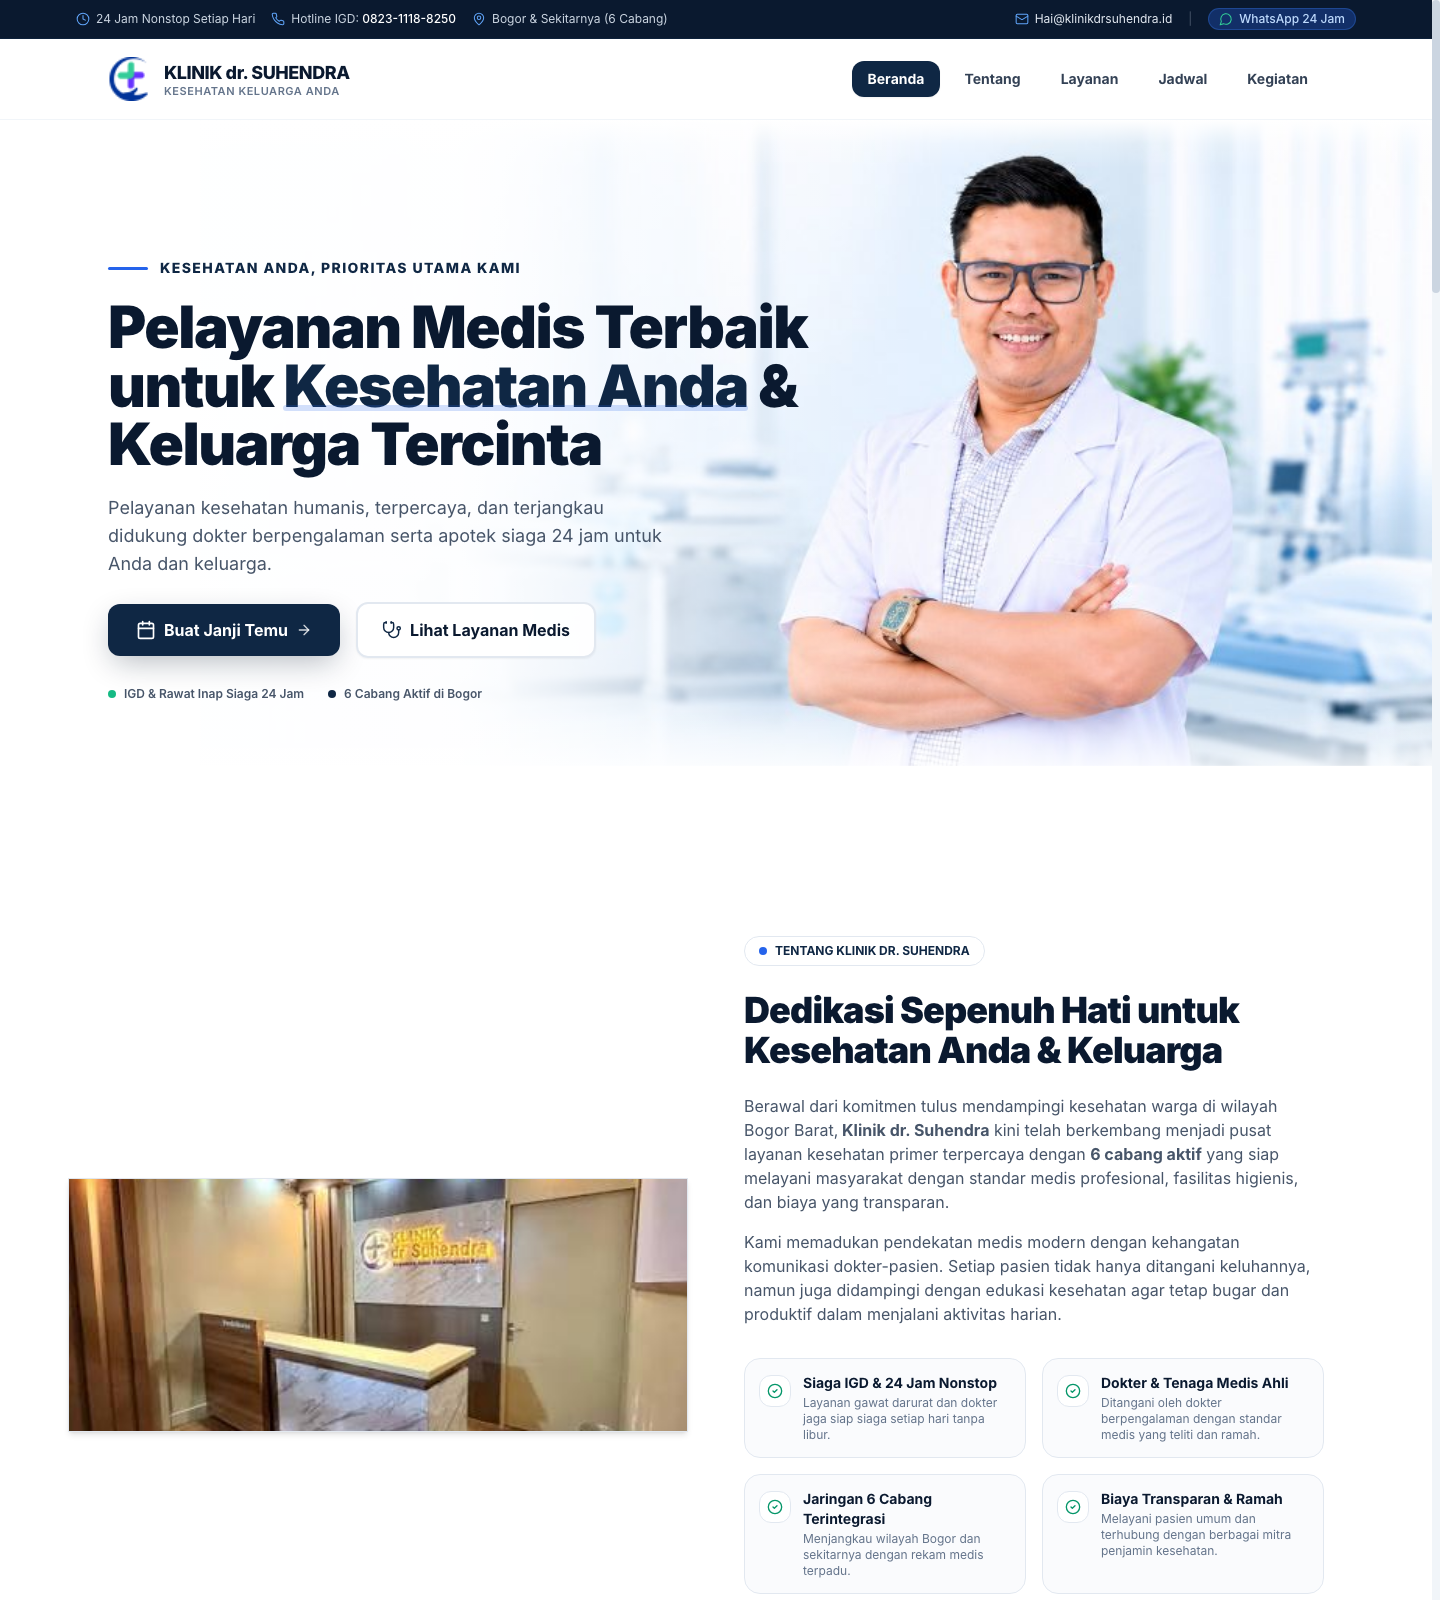 24 Jam Nonstop Setiap Hari
Hotline IGD: 0823-1118-8250
Bogor & Sekitarnya (6 Cabang)
Hai@klinikdrsuhendra.id
WhatsApp 24 Jam
KLINIK dr. SUHENDRA
KESEHATAN KELUARGA ANDA
Beranda
Tentang
Layanan
Jadwal
Kegiatan
KESEHATAN ANDA, PRIORITAS UTAMA KAMI
Pelayanan Medis Terbaik
untuk Kesehatan Anda &
Keluarga Tercinta
Pelayanan kesehatan humanis, terpercaya, dan terjangkau
didukung dokter berpengalaman serta apotek siaga 24 jam untuk
Anda dan keluarga.
Buat Janji Temu
Lihat Layanan Medis
IGD & Rawat Inap Siaga 24 Jam
6 Cabang Aktif di Bogor
KLINIK
dr Suhendra
TENTANG KLINIK DR. SUHENDRA
Dedikasi Sepenuh Hati untuk
Kesehatan Anda & Keluarga
Berawal dari komitmen tulus mendampingi kesehatan warga di wilayah
Bogor Barat, Klinik dr. Suhendra kini telah berkembang menjadi pusat
layanan kesehatan primer terpercaya dengan 6 cabang aktif yang siap
melayani masyarakat dengan standar medis profesional, fasilitas higienis,
dan biaya yang transparan.
Kami memadukan pendekatan medis modern dengan kehangatan
komunikasi dokter-pasien. Setiap pasien tidak hanya ditangani keluhannya,
namun juga didampingi dengan edukasi kesehatan agar tetap bugar dan
produktif dalam menjalani aktivitas harian.
Siaga IGD & 24 Jam Nonstop
Layanan gawat darurat dan dokter
jaga siap siaga setiap hari tanpa
libur.
Dokter & Tenaga Medis Ahli
Ditangani oleh dokter
berpengalaman dengan standar
medis yang teliti dan ramah.
Jaringan 6 Cabang
Terintegrasi
Menjangkau wilayah Bogor dan
sekitarnya dengan rekam medis
terpadu.
Biaya Transparan & Ramah
Melayani pasien umum dan
terhubung dengan berbagai mitra
penjamin kesehatan.